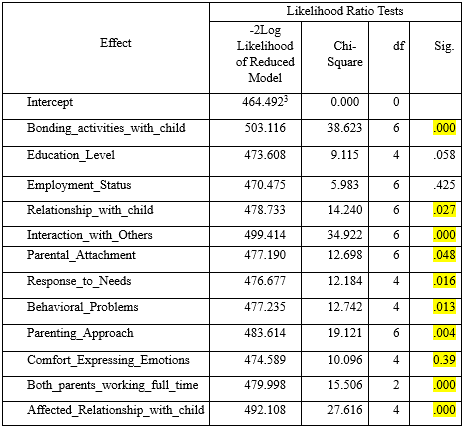 Effect Likelihood Ratio Tests
-2Log Likelihood of Reduced Model Chi-Square df Sig.
Intercept 464.492³ 0.000 0
Bonding_activities_with_child 503.116 38.623 6 .000
Education_Level 473.608 9.115 4 .058
Employment_Status 470.475 5.983 6 .425
Relationship_with_child 478.733 14.240 6 .027
Interaction_with_Others 499.414 34.922 6 .000
Parental_Attachment 477.190 12.698 6 .048
Response_to_Needs 476.677 12.184 4 .016
Behavioral_Problems 477.235 12.742 4 .013
Parenting_Approach 483.614 19.121 6 .004
Comfort_Expressing_Emotions 474.589 10.096 4 0.39
Both_parents_working_full_time 479.998 15.506 2 .000
Affected_Relationship_with_child 492.108 27.616 4 .000